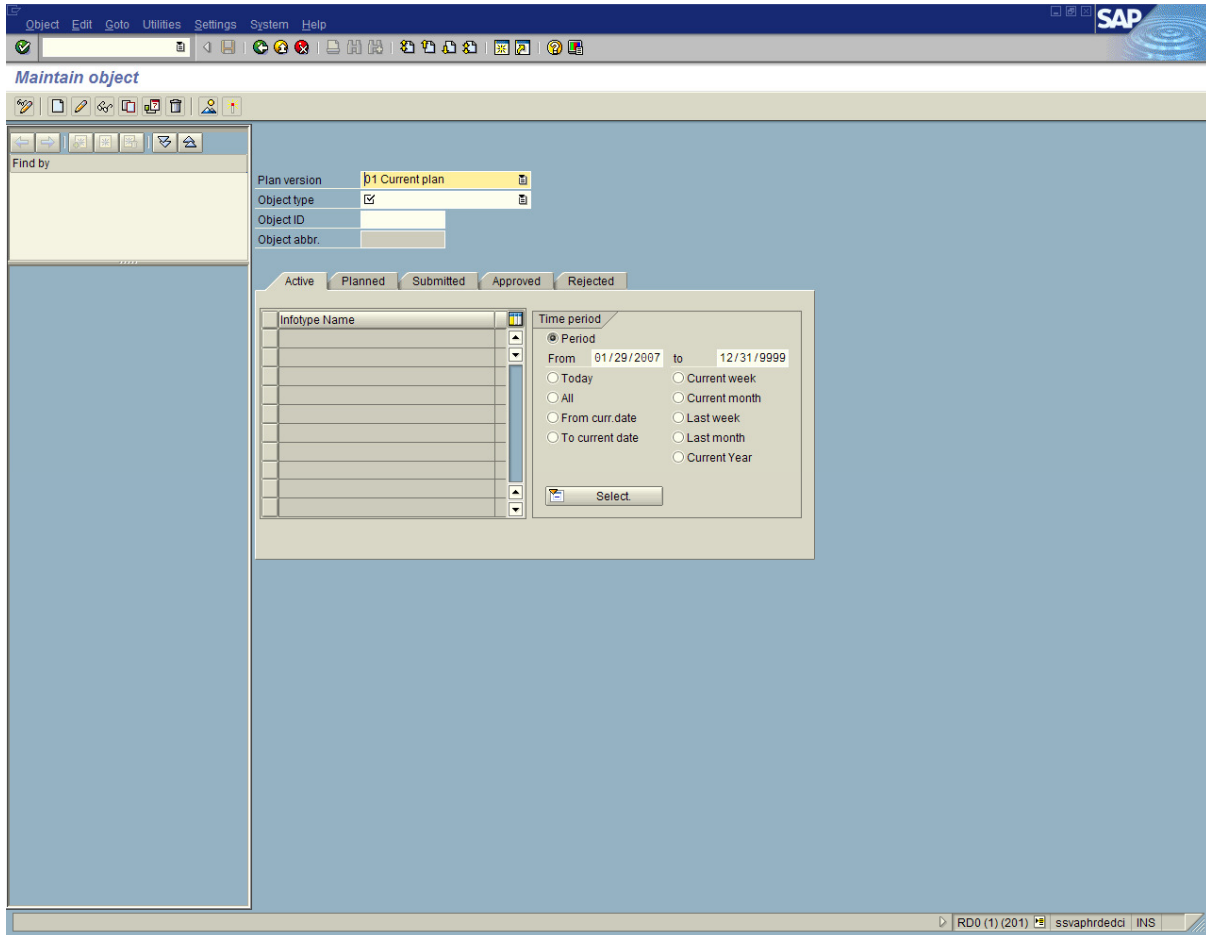 Object Edit Goto Utilities Settings System Help
SAP
Maintain object
Find by
Plan version 01 Current plan
Object type
Object ID
Object abbr.
Active Planned Submitted Approved Rejected
Infotype Name
Time period
Period
From 01/29/2007 to 12/31/9999
Today Current week
All Current month
From curr.date Last week
To current date Last month
Current Year
Select.
RD0 (1) (201) ssvaphrdedci INS